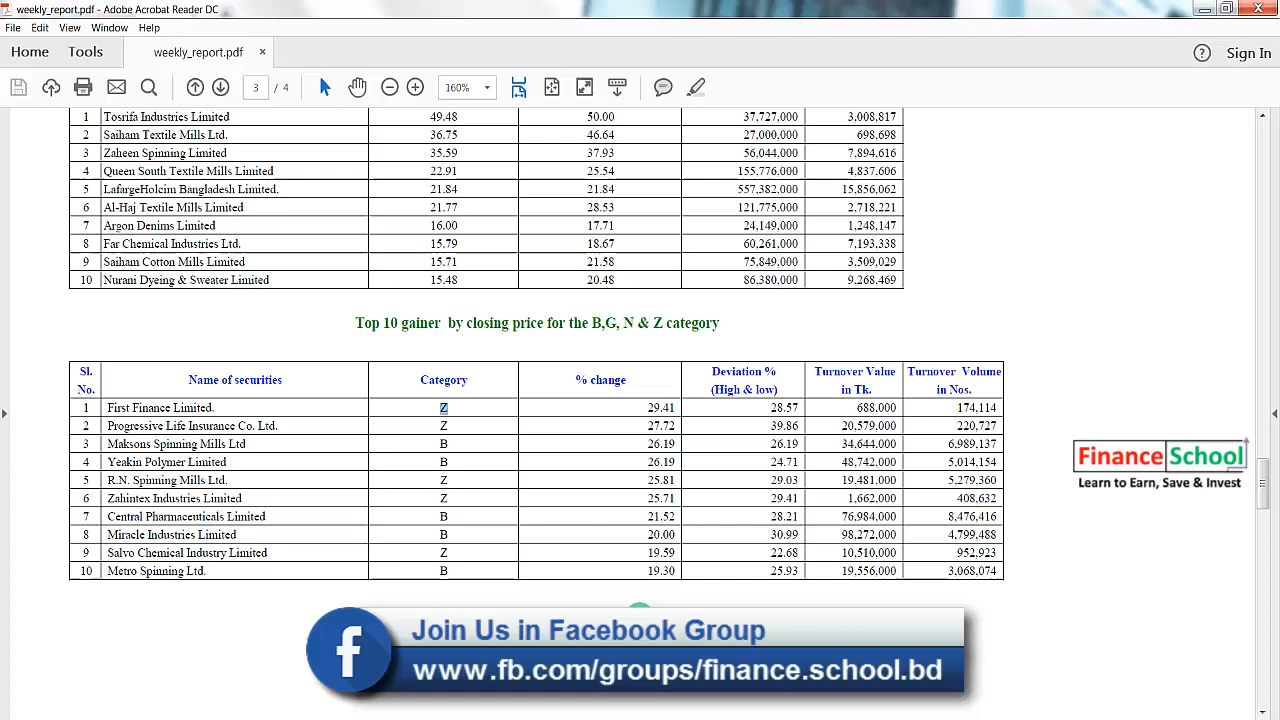 weekly_report.pdf - Adobe Acrobat Reader DC
File Edit View Window Help
Home Tools weekly_report.pdf × ? Sign In
3 / 4 160%
1 Tosrifa Industries Limited 49.48 50.00 37,727,000 3,008,817
2 Saiham Textile Mills Ltd. 36.75 46.64 27,000,000 698,698
3 Zaheen Spinning Limited 35.59 37.93 56,044,000 7,894,616
4 Queen South Textile Mills Limited 22.91 25.54 155,776,000 4,837,606
5 LafargeHolcim Bangladesh Limited. 21.84 21.84 557,382,000 15,856,062
6 Al-Haj Textile Mills Limited 21.77 28.53 121,775,000 2,718,221
7 Argon Denims Limited 16.00 17.71 24,149,000 1,248,147
8 Far Chemical Industries Ltd. 15.79 18.67 60,261,000 7,193,338
9 Saiham Cotton Mills Limited 15.71 21.58 75,849,000 3,509,029
10 Nurani Dyeing & Sweater Limited 15.48 20.48 86,380,000 9,268,469
Top 10 gainer by closing price for the B,G, N & Z category
Sl. No. Name of securities Category % change Deviation % (High & low) Turnover Value in Tk. Turnover Volume in Nos.
1 First Finance Limited. Z 29.41 28.57 688,000 174,114
2 Progressive Life Insurance Co. Ltd. Z 27.72 39.86 20,579,000 220,727
3 Maksons Spinning Mills Ltd B 26.19 26.19 34,644,000 6,989,137
4 Yeakin Polymer Limited B 26.19 24.71 48,742,000 5,014,154
5 R.N. Spinning Mills Ltd. Z 25.81 29.03 19,481,000 5,279,360
6 Zahintex Industries Limited Z 25.71 29.41 1,662,000 408,632
7 Central Pharmaceuticals Limited B 21.52 28.21 76,984,000 8,476,416
8 Miracle Industries Limited B 20.00 30.99 98,272,000 4,799,488
9 Salvo Chemical Industry Limited Z 19.59 22.68 10,510,000 952,923
10 Metro Spinning Ltd. B 19.30 25.93 19,556,000 3,068,074
Finance School
Learn to Earn, Save & Invest
f Join Us in Facebook Group
www.fb.com/groups/finance.school.bd